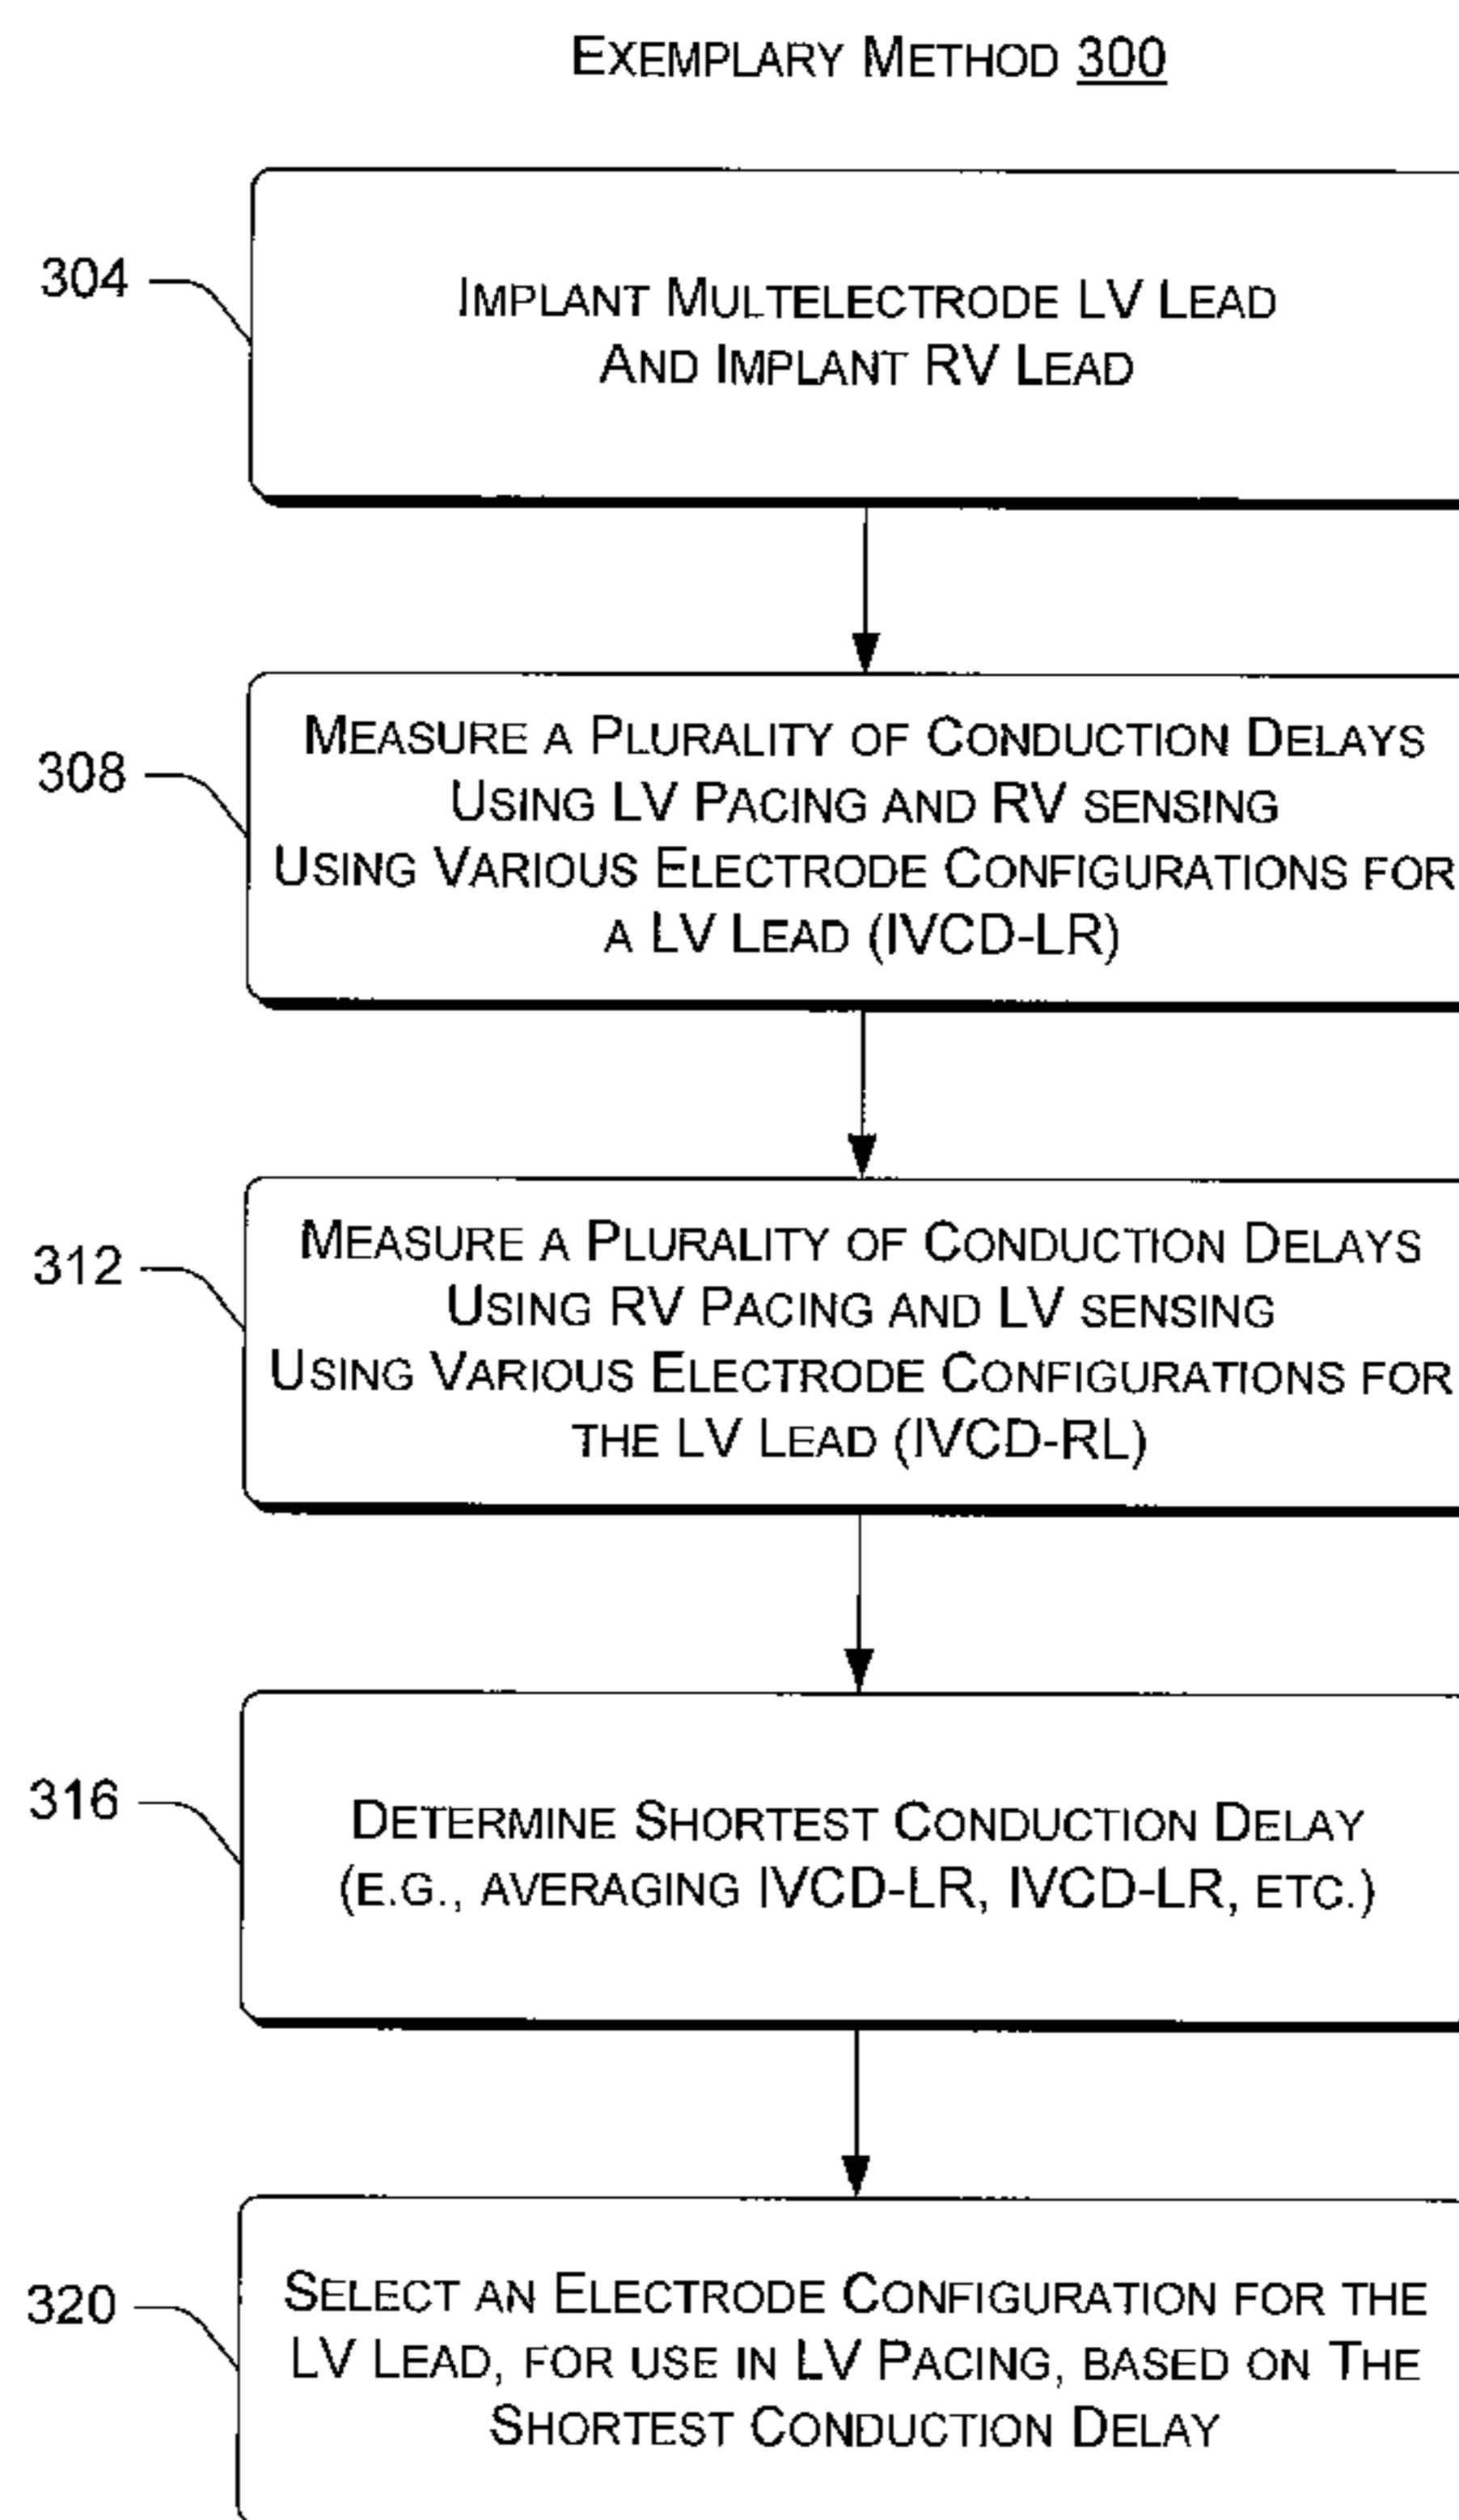 EXEMPLARY METHOD 300
304
IMPLANT MULTELECTRODE LV LEAD
AND IMPLANT RV LEAD
308
MEASURE A PLURALITY OF CONDUCTION DELAYS
USING LV PACING AND RV SENSING
USING VARIOUS ELECTRODE CONFIGURATIONS FOR
A LV LEAD (IVCD-LR)
312
MEASURE A PLURALITY OF CONDUCTION DELAYS
USING RV PACING AND LV SENSING
USING VARIOUS ELECTRODE CONFIGURATIONS FOR
THE LV LEAD (IVCD-RL)
316
DETERMINE SHORTEST CONDUCTION DELAY
(E.G., AVERAGING IVCD-LR, IVCD-LR, ETC.)
320
SELECT AN ELECTRODE CONFIGURATION FOR THE
LV LEAD, FOR USE IN LV PACING, BASED ON THE
SHORTEST CONDUCTION DELAY